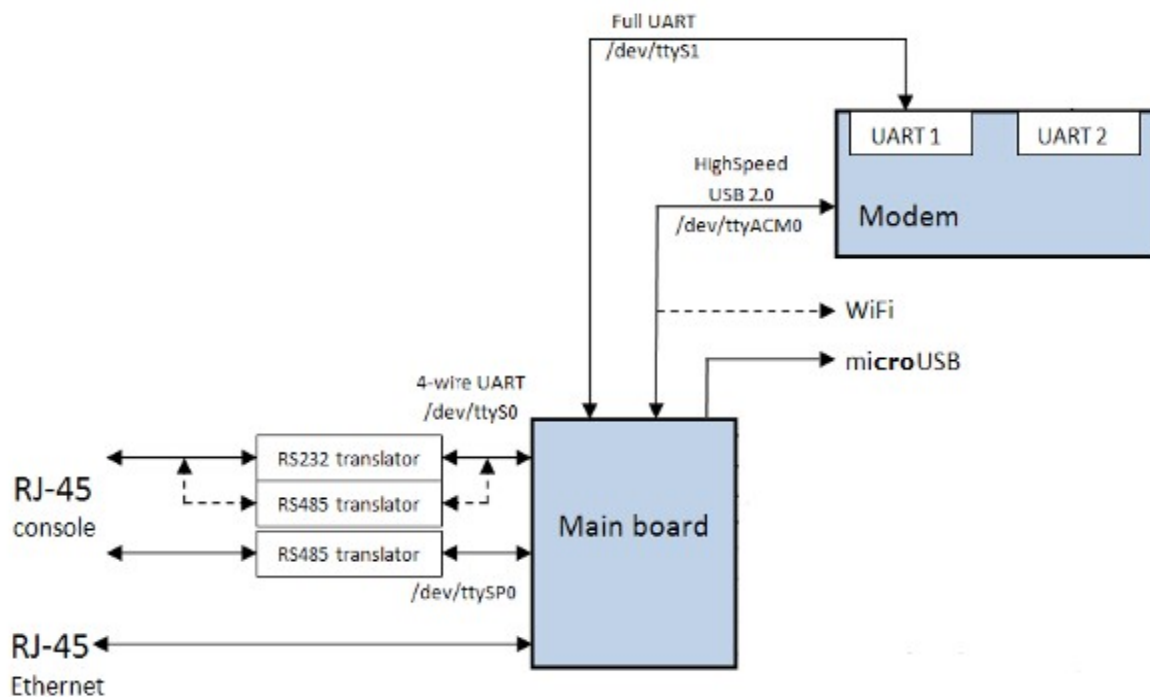 Full UART
/dev/ttyS1
UART 1
UART 2
HighSpeed
USB 2.0
/dev/ttyACM0
Modem
WiFi
microUSB
4-wire UART
/dev/ttyS0
RS232 translator
RS485 translator
RS485 translator
/dev/ttySP0
RJ-45
console
Main board
RJ-45
Ethernet